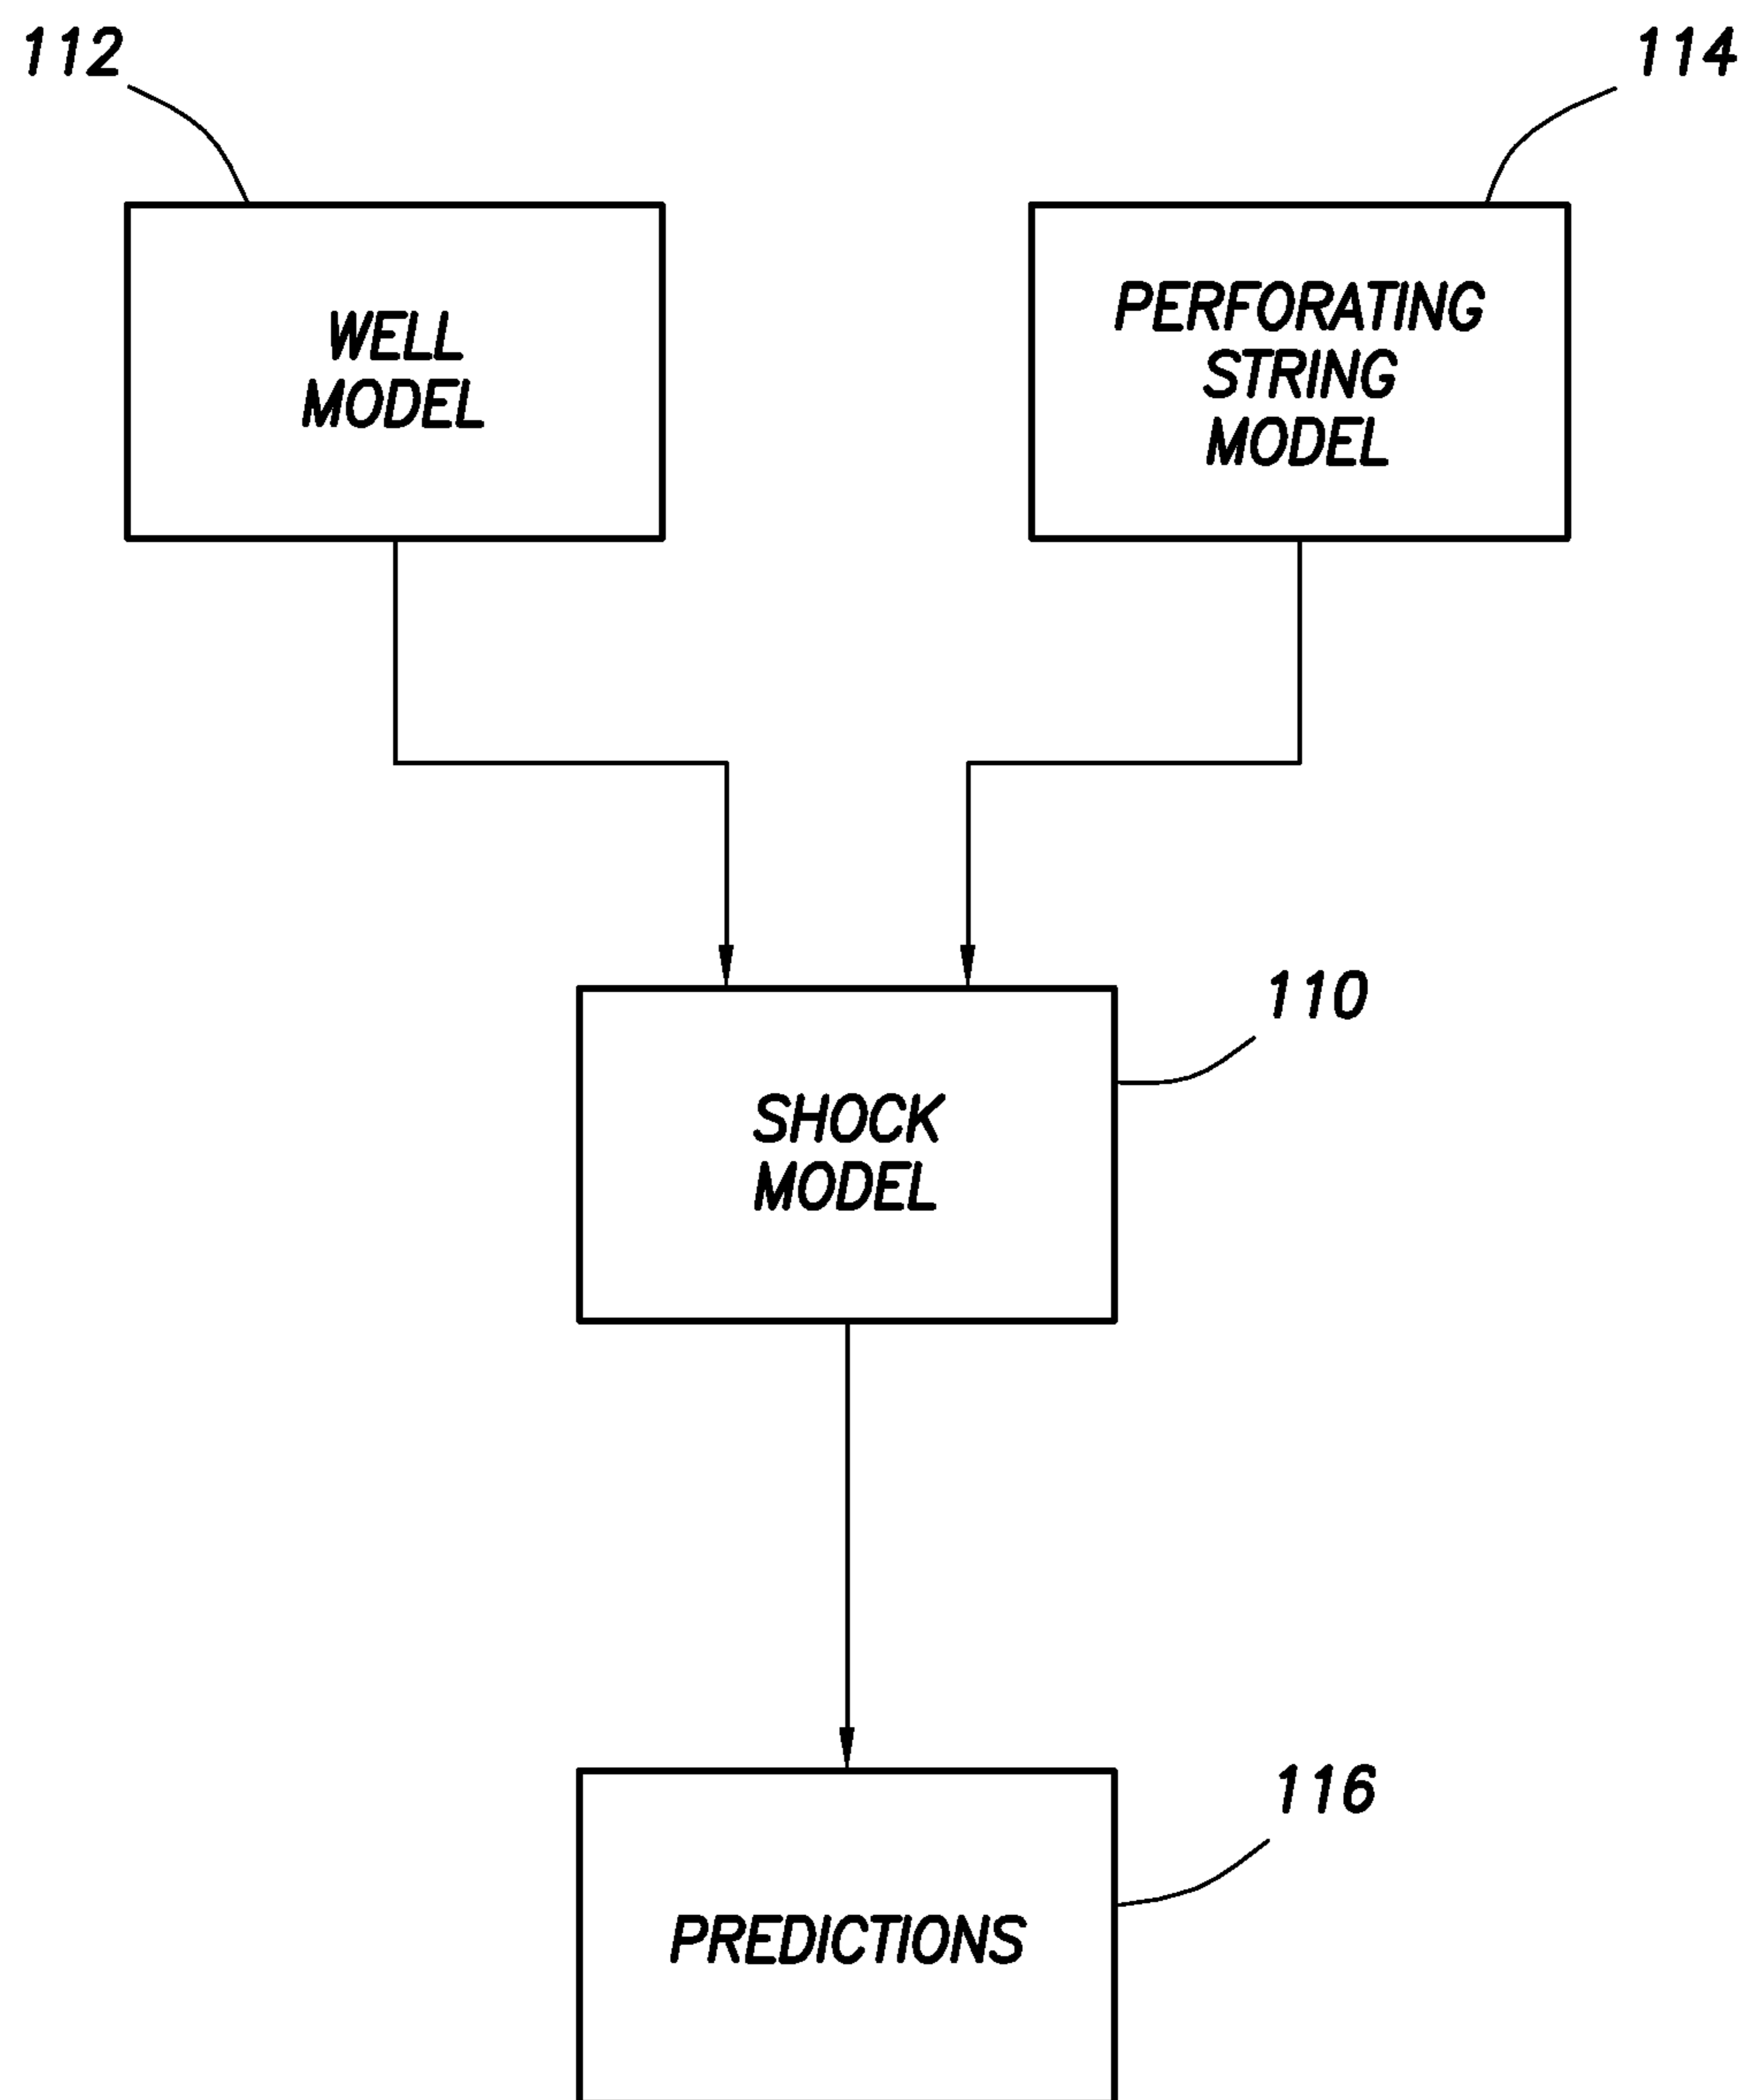 112
114
WELL
MODEL
PERFORATING
STRING
MODEL
110
SHOCK
MODEL
116
PREDICTIONS